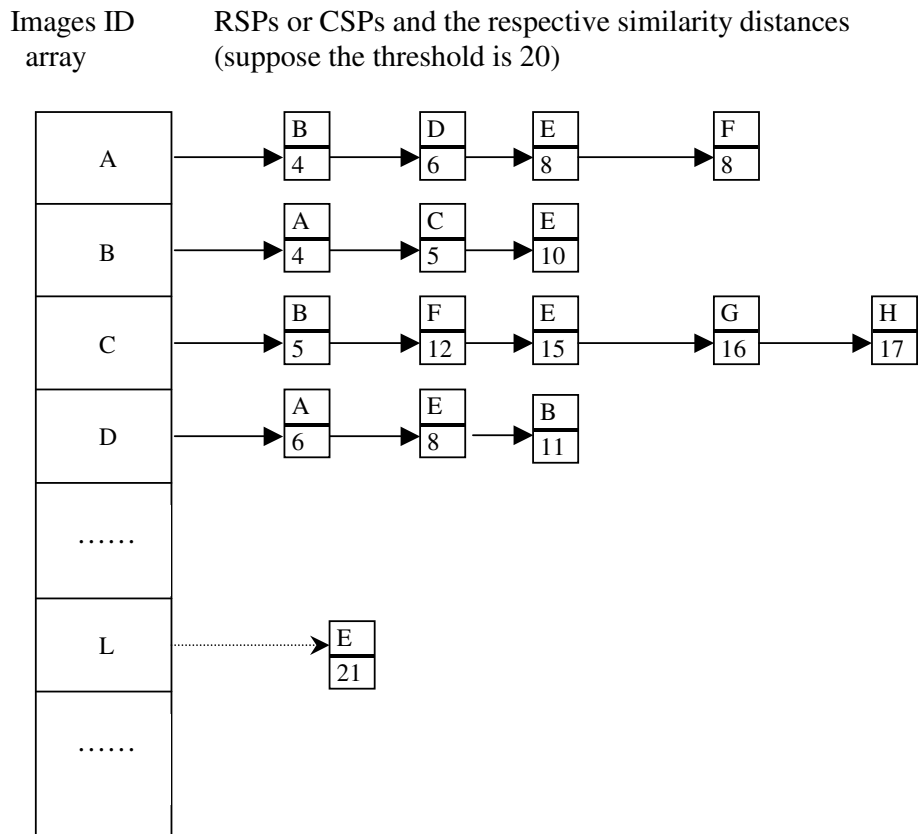 Images ID array
RSPs or CSPs and the respective similarity distances
(suppose the threshold is 20)
A
B
4
D
6
E
8
F
8
B
A
4
C
5
E
10
C
B
5
F
12
E
15
G
16
H
17
D
A
6
E
8
B
11
……
L
E
21
……